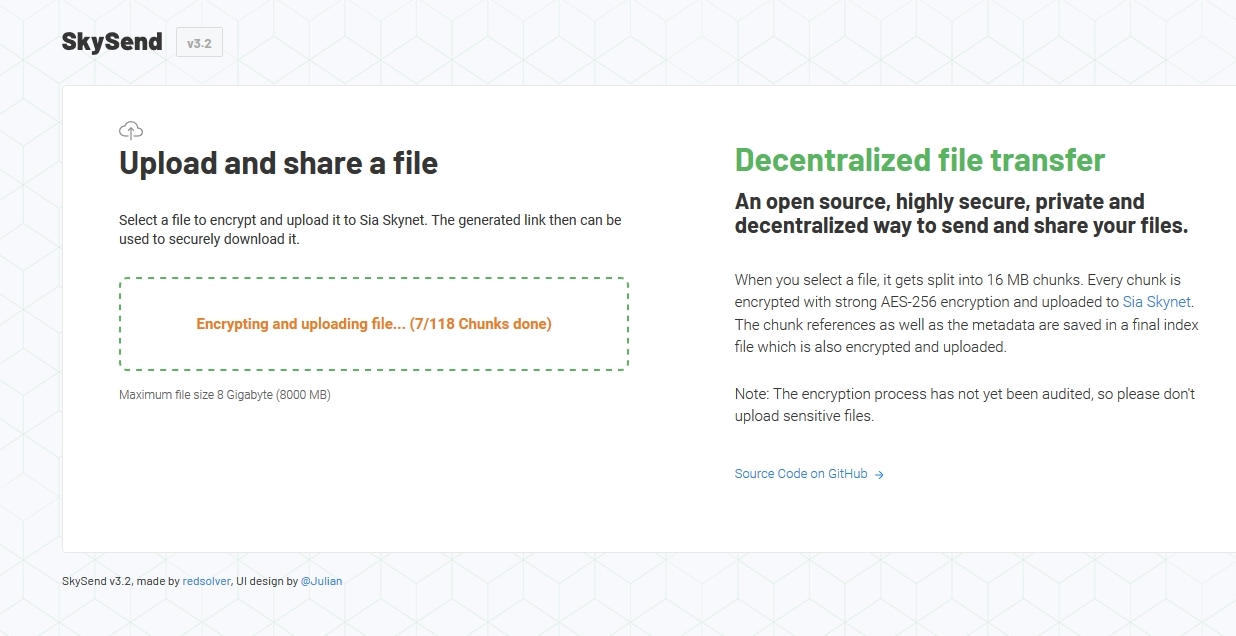 SkySend v3.2
Upload and share a file
Select a file to encrypt and upload it to Sia Skynet. The generated link then can be
used to securely download it.
Encrypting and uploading file... (7/118 Chunks done)
Maximum file size 8 Gigabyte (8000 MB)
Decentralized file transfer
An open source, highly secure, private and
decentralized way to send and share your files.
When you select a file, it gets split into 16 MB chunks. Every chunk is
encrypted with strong AES-256 encryption and uploaded to Sia Skynet.
The chunk references as well as the metadata are saved in a final index
file which is also encrypted and uploaded.
Note: The encryption process has not yet been audited, so please don't
upload sensitive files.
Source Code on GitHub →
SkySend v3.2, made by redsolver, UI design by @Julian